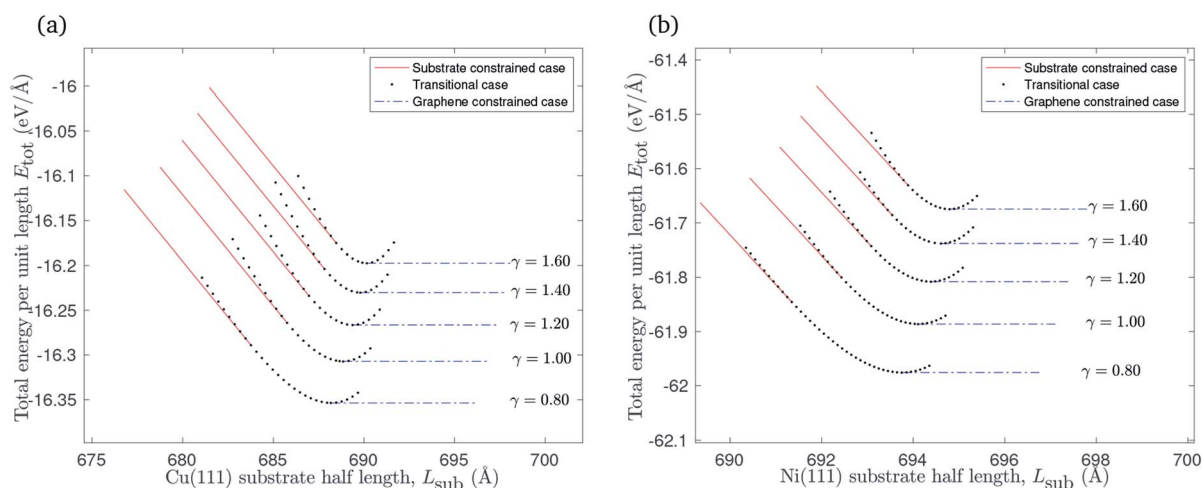 (a)
Total energy per unit length E_tot (eV/Å)
-16
-16.05
-16.1
-16.15
-16.2
-16.25
-16.3
-16.35
Substrate constrained case
Transitional case
Graphene constrained case
γ = 1.60
γ = 1.40
γ = 1.20
γ = 1.00
γ = 0.80
675
680
685
690
695
700
Cu(111) substrate half length, L_sub (Å)
(b)
Total energy per unit length E_tot (eV/Å)
-61.4
-61.5
-61.6
-61.7
-61.8
-61.9
-62
-62.1
Substrate constrained case
Transitional case
Graphene constrained case
γ = 1.60
γ = 1.40
γ = 1.20
γ = 1.00
γ = 0.80
690
692
694
696
698
700
Ni(111) substrate half length, L_sub (Å)